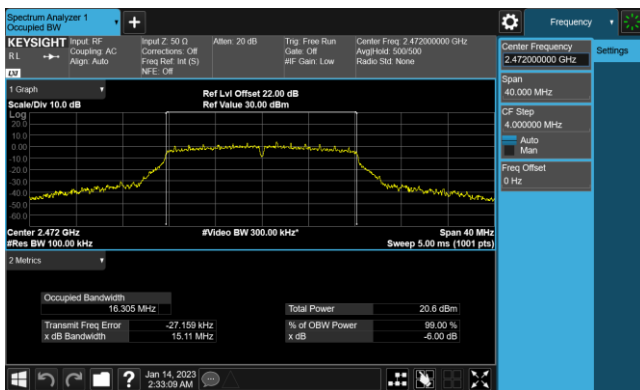 Spectrum Analyzer 1
Occupied BW
Frequency
KEYSIGHT
RL
LXI
Input: RF
Coupling: AC
Align: Auto
Input Z: 50 Ω
Corrections: Off
Freq Ref: Int (S)
NFE: Off
Atten: 20 dB
Trig: Free Run
Gate: Off
#IF Gain: Low
Center Freq: 2.472000000 GHz
Avg|Hold: 500/500
Radio Std: None
Center Frequency
2.472000000 GHz
Settings
Span
40.000 MHz
CF Step
4.000000 MHz
Auto
Man
Freq Offset
0 Hz
1 Graph
Scale/Div 10.0 dB
Ref Lvl Offset 22.00 dB
Ref Value 30.00 dBm
Log
20.0
10.0
0.00
-10.0
-20.0
-30.0
-40.0
-50.0
-60.0
Center 2.472 GHz
#Res BW 100.00 kHz
#Video BW 300.00 kHz*
Span 40 MHz
Sweep 5.00 ms (1001 pts)
2 Metrics
Occupied Bandwidth
16.305 MHz
Total Power 20.6 dBm
Transmit Freq Error -27.159 kHz
% of OBW Power 99.00 %
x dB Bandwidth 15.11 MHz
x dB -6.00 dB
?
Jan 14, 2023
2:33:09 AM